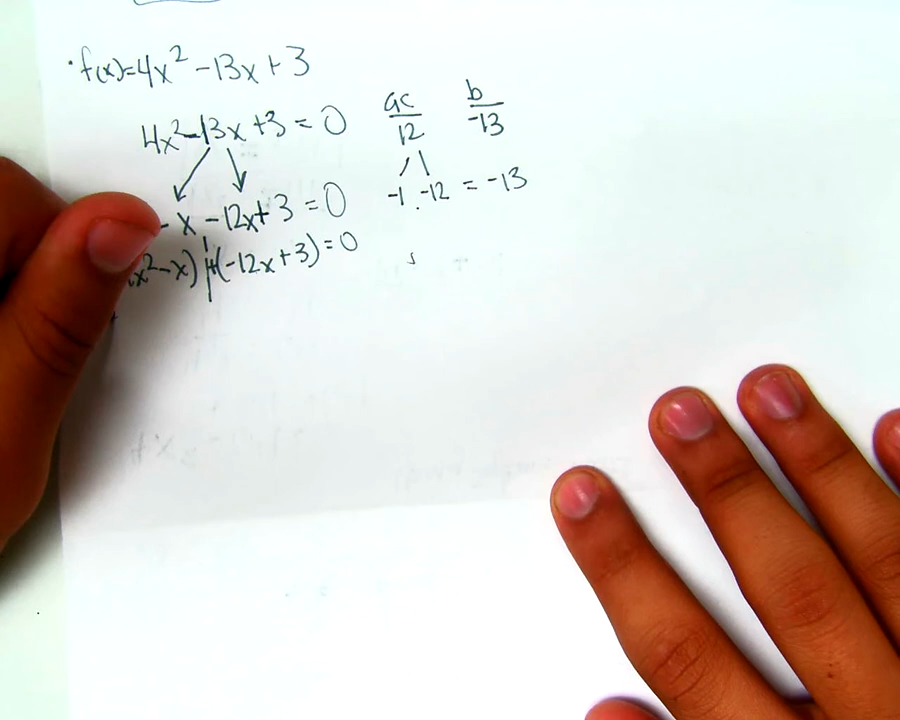 · f(x)=4x² -13x+3
4x²-13x+3=0 ac b
12 -13
-x -12x+3=0 -1 · -12 = -13
x²-x)+(-12x+3)=0